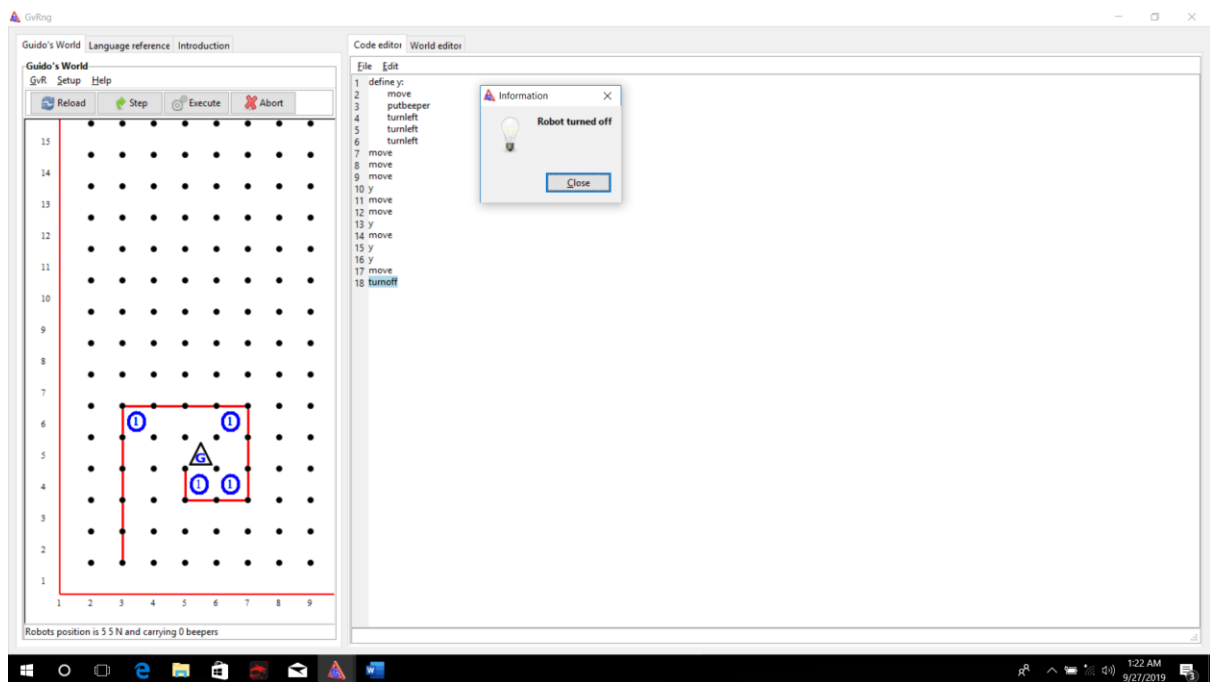 GvRng
Guido's World Language reference Introduction
Guido's World
GvR Setup Help
Reload Step Execute Abort
15
14
13
12
11
10
9
8
7
6
5
4
3
2
1
1 2 3 4 5 6 7 8 9
1 1
G
1 1
Robots position is 5 5 N and carrying 0 beepers
Code editor World editor
File Edit
1 define y:
2 move
3 putbeeper
4 turnleft
5 turnleft
6 turnleft
7 move
8 move
9 move
10 y
11 move
12 move
13 y
14 move
15 y
16 y
17 move
18 turnoff
Information
Robot turned off
Close
1:22 AM
9/27/2019
3